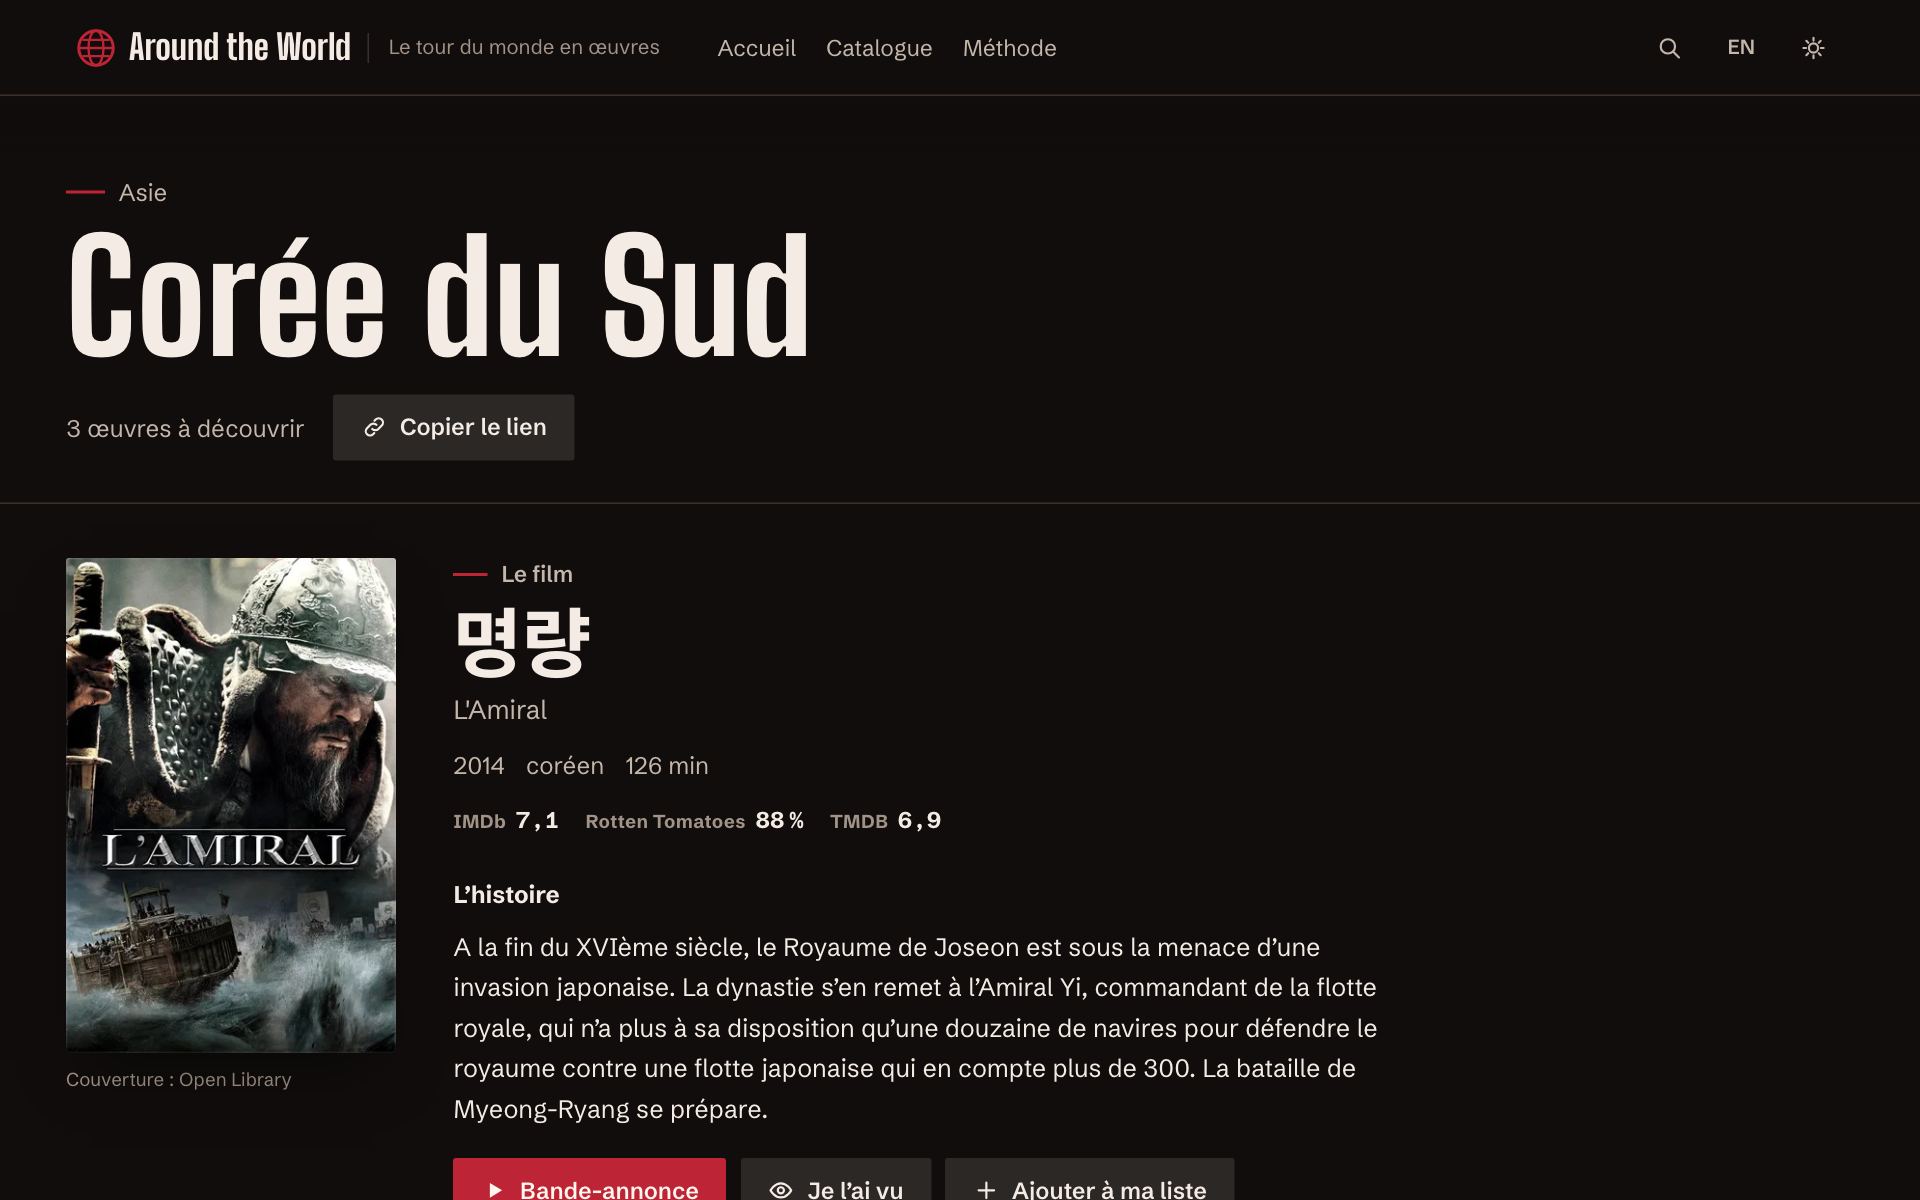 Around the World
Le tour du monde en œuvres
Accueil
Catalogue
Méthode
EN
Asie
Corée du Sud
3 œuvres à découvrir
Copier le lien
L'AMIRAL
Couverture : Open Library
Le film
명량
L'Amiral
2014 coréen 126 min
IMDb 7,1 Rotten Tomatoes 88 % TMDB 6,9
L’histoire
A la fin du XVIème siècle, le Royaume de Joseon est sous la menace d’une
invasion japonaise. La dynastie s’en remet à l’Amiral Yi, commandant de la flotte
royale, qui n’a plus à sa disposition qu’une douzaine de navires pour défendre le
royaume contre une flotte japonaise qui en compte plus de 300. La bataille de
Myeong-Ryang se prépare.
Bande-annonce
Je l’ai vu
Ajouter à ma liste